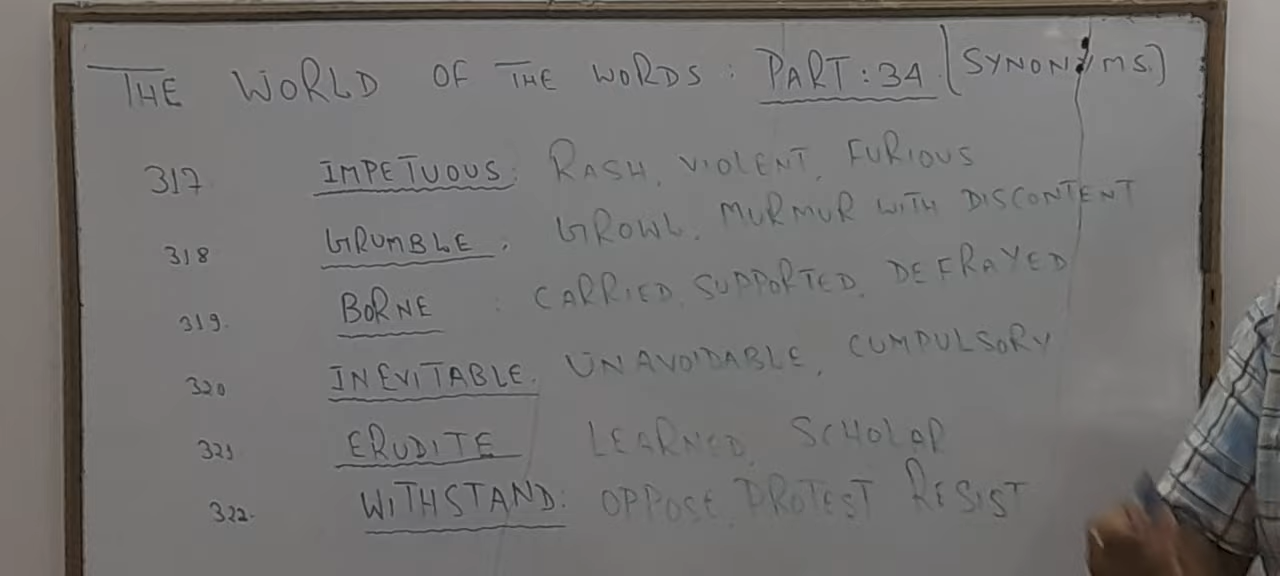 THE WORLD OF THE WORDS : PART : 34 (SYNONYMS)
317 IMPETUOUS : RASH, VIOLENT, FURIOUS
318 GRUMBLE , GROWL, MURMUR WITH DISCONTENT
319. BORNE : CARRIED, SUPPORTED, DEFRAYED
320 INEVITABLE. UNAVOIDABLE, CUMPULSORY
321 ERUDITE LEARNED, SCHOLAR
322. WITHSTAND: OPPOSE, PROTEST RESIST